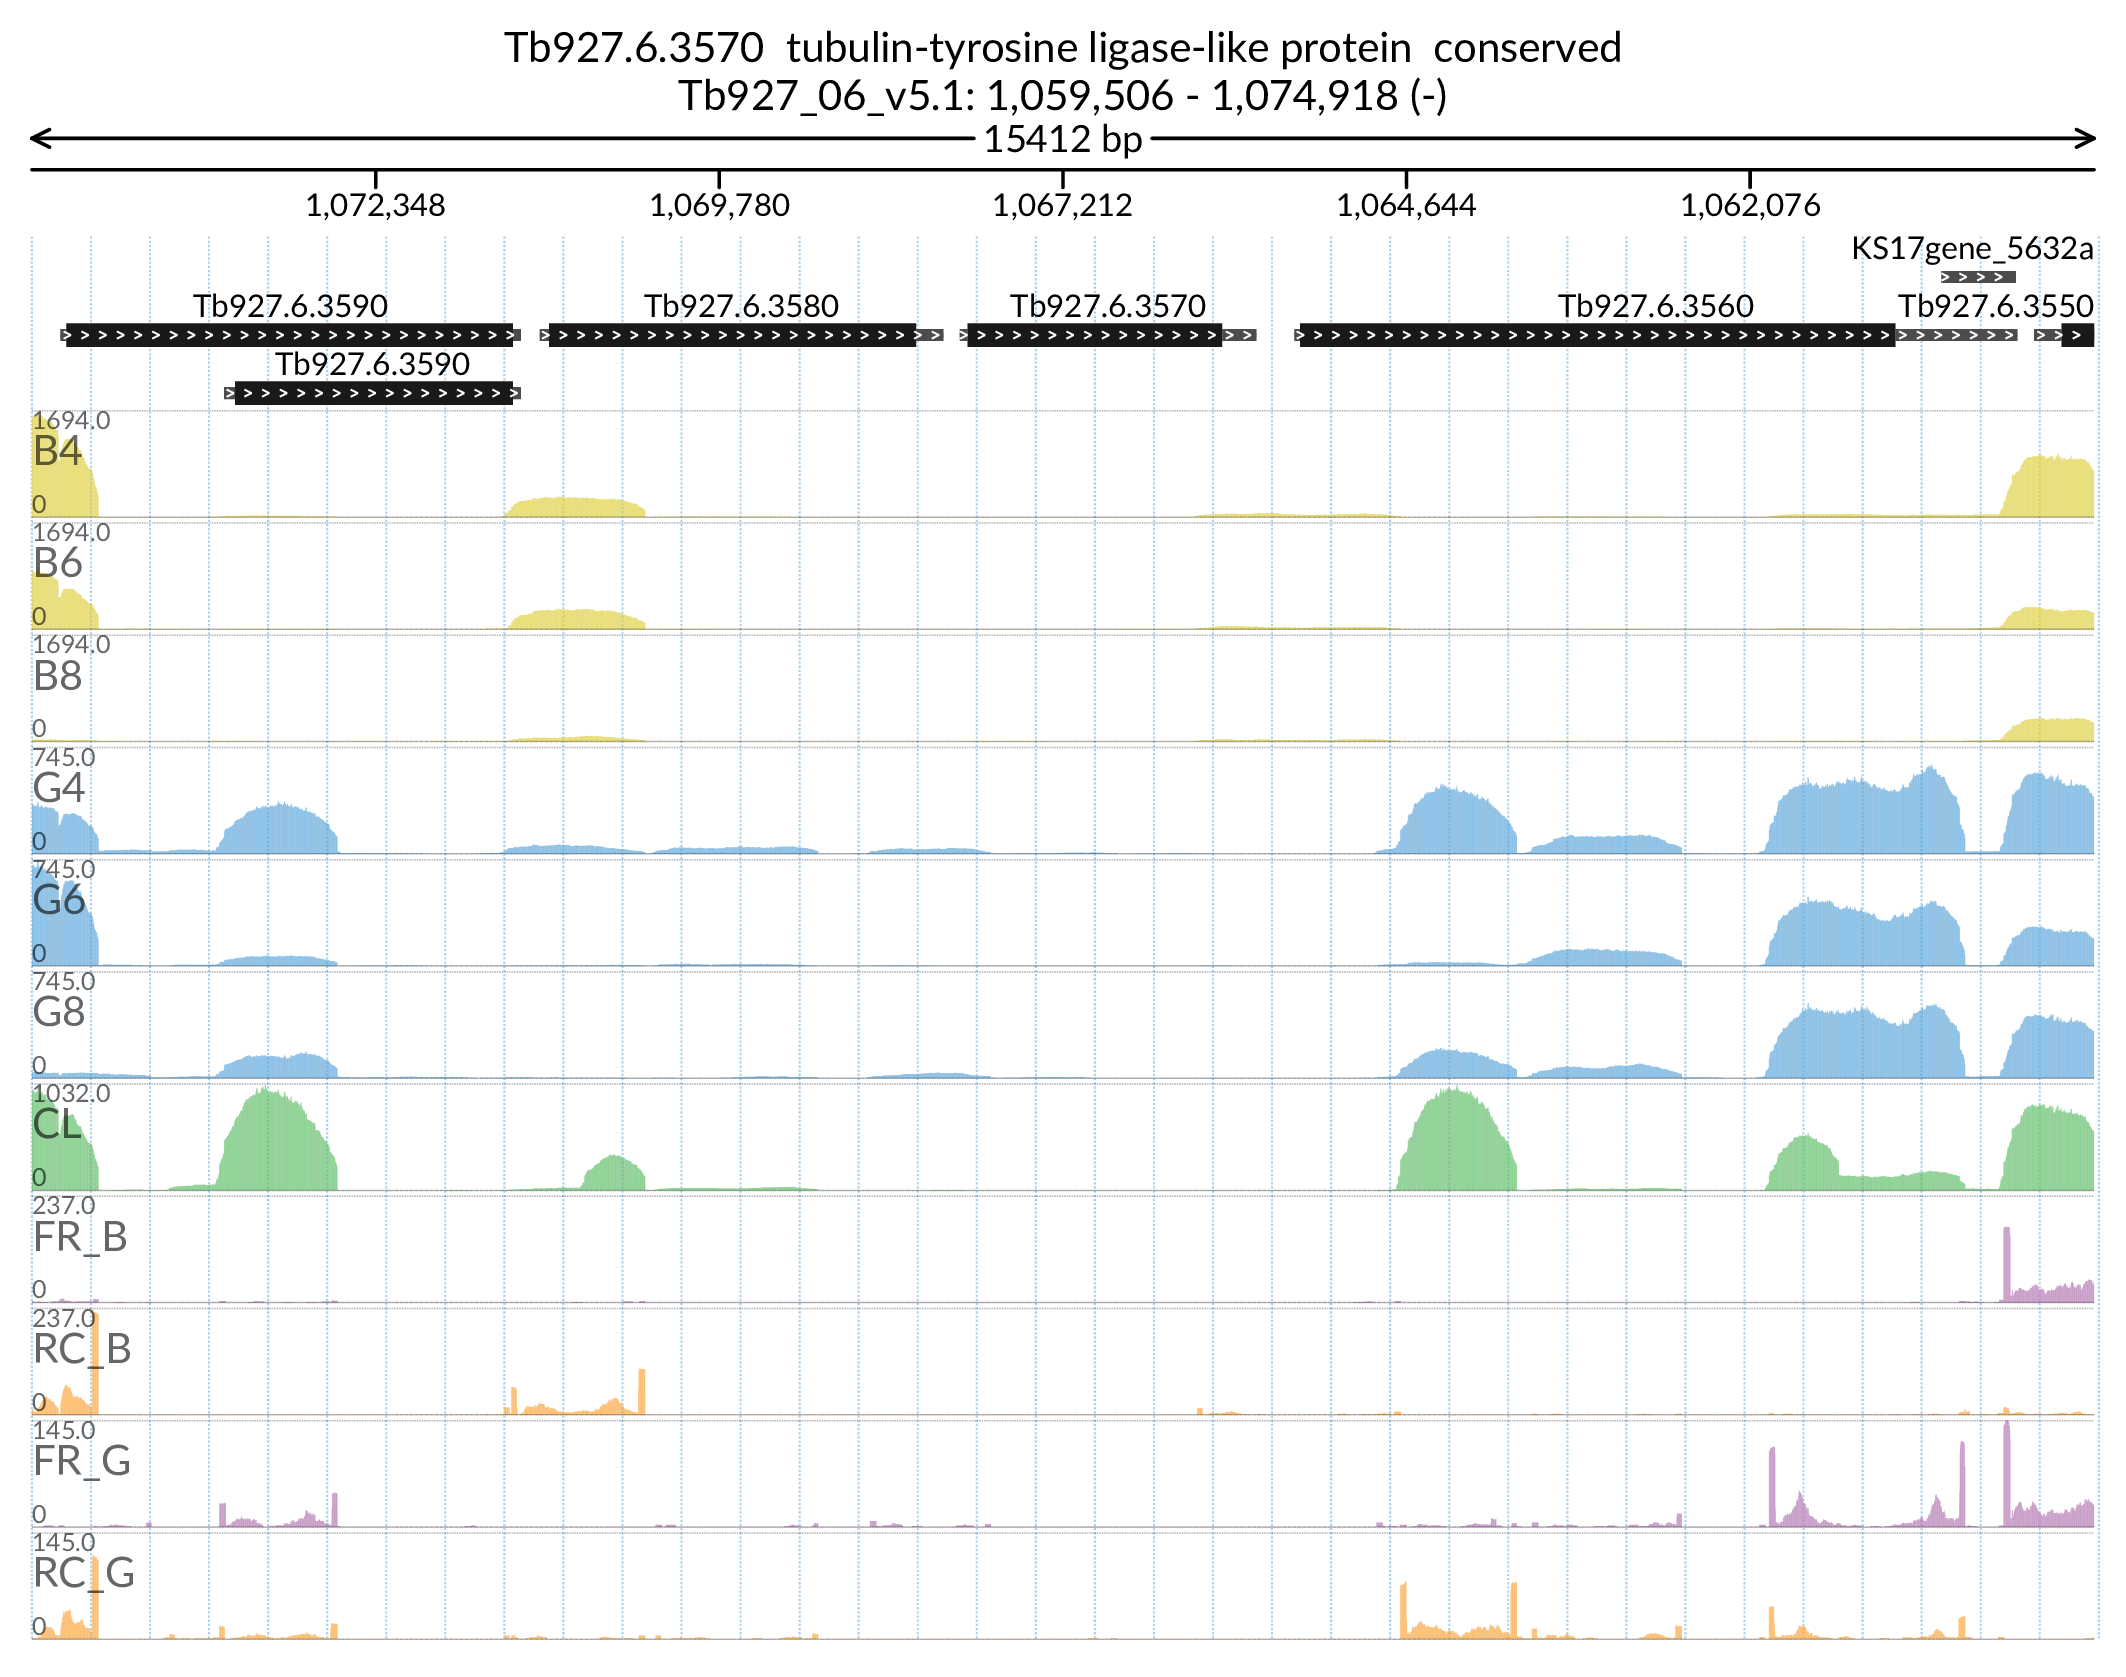 Tb927.6.3570  tubulin-tyrosine ligase-like protein  conserved
Tb927_06_v5.1: 1,059,506 - 1,074,918 (-)
15412 bp
1,072,348 1,069,780 1,067,212 1,064,644 1,062,076
KS17gene_5632a
Tb927.6.3590 Tb927.6.3580 Tb927.6.3570 Tb927.6.3560 Tb927.6.3550
Tb927.6.3590
1694.0
B4
0
1694.0
B6
0
1694.0
B8
0
745.0
G4
0
745.0
G6
0
745.0
G8
0
1032.0
CL
0
237.0
FR_B
0
237.0
RC_B
0
145.0
FR_G
0
145.0
RC_G
0